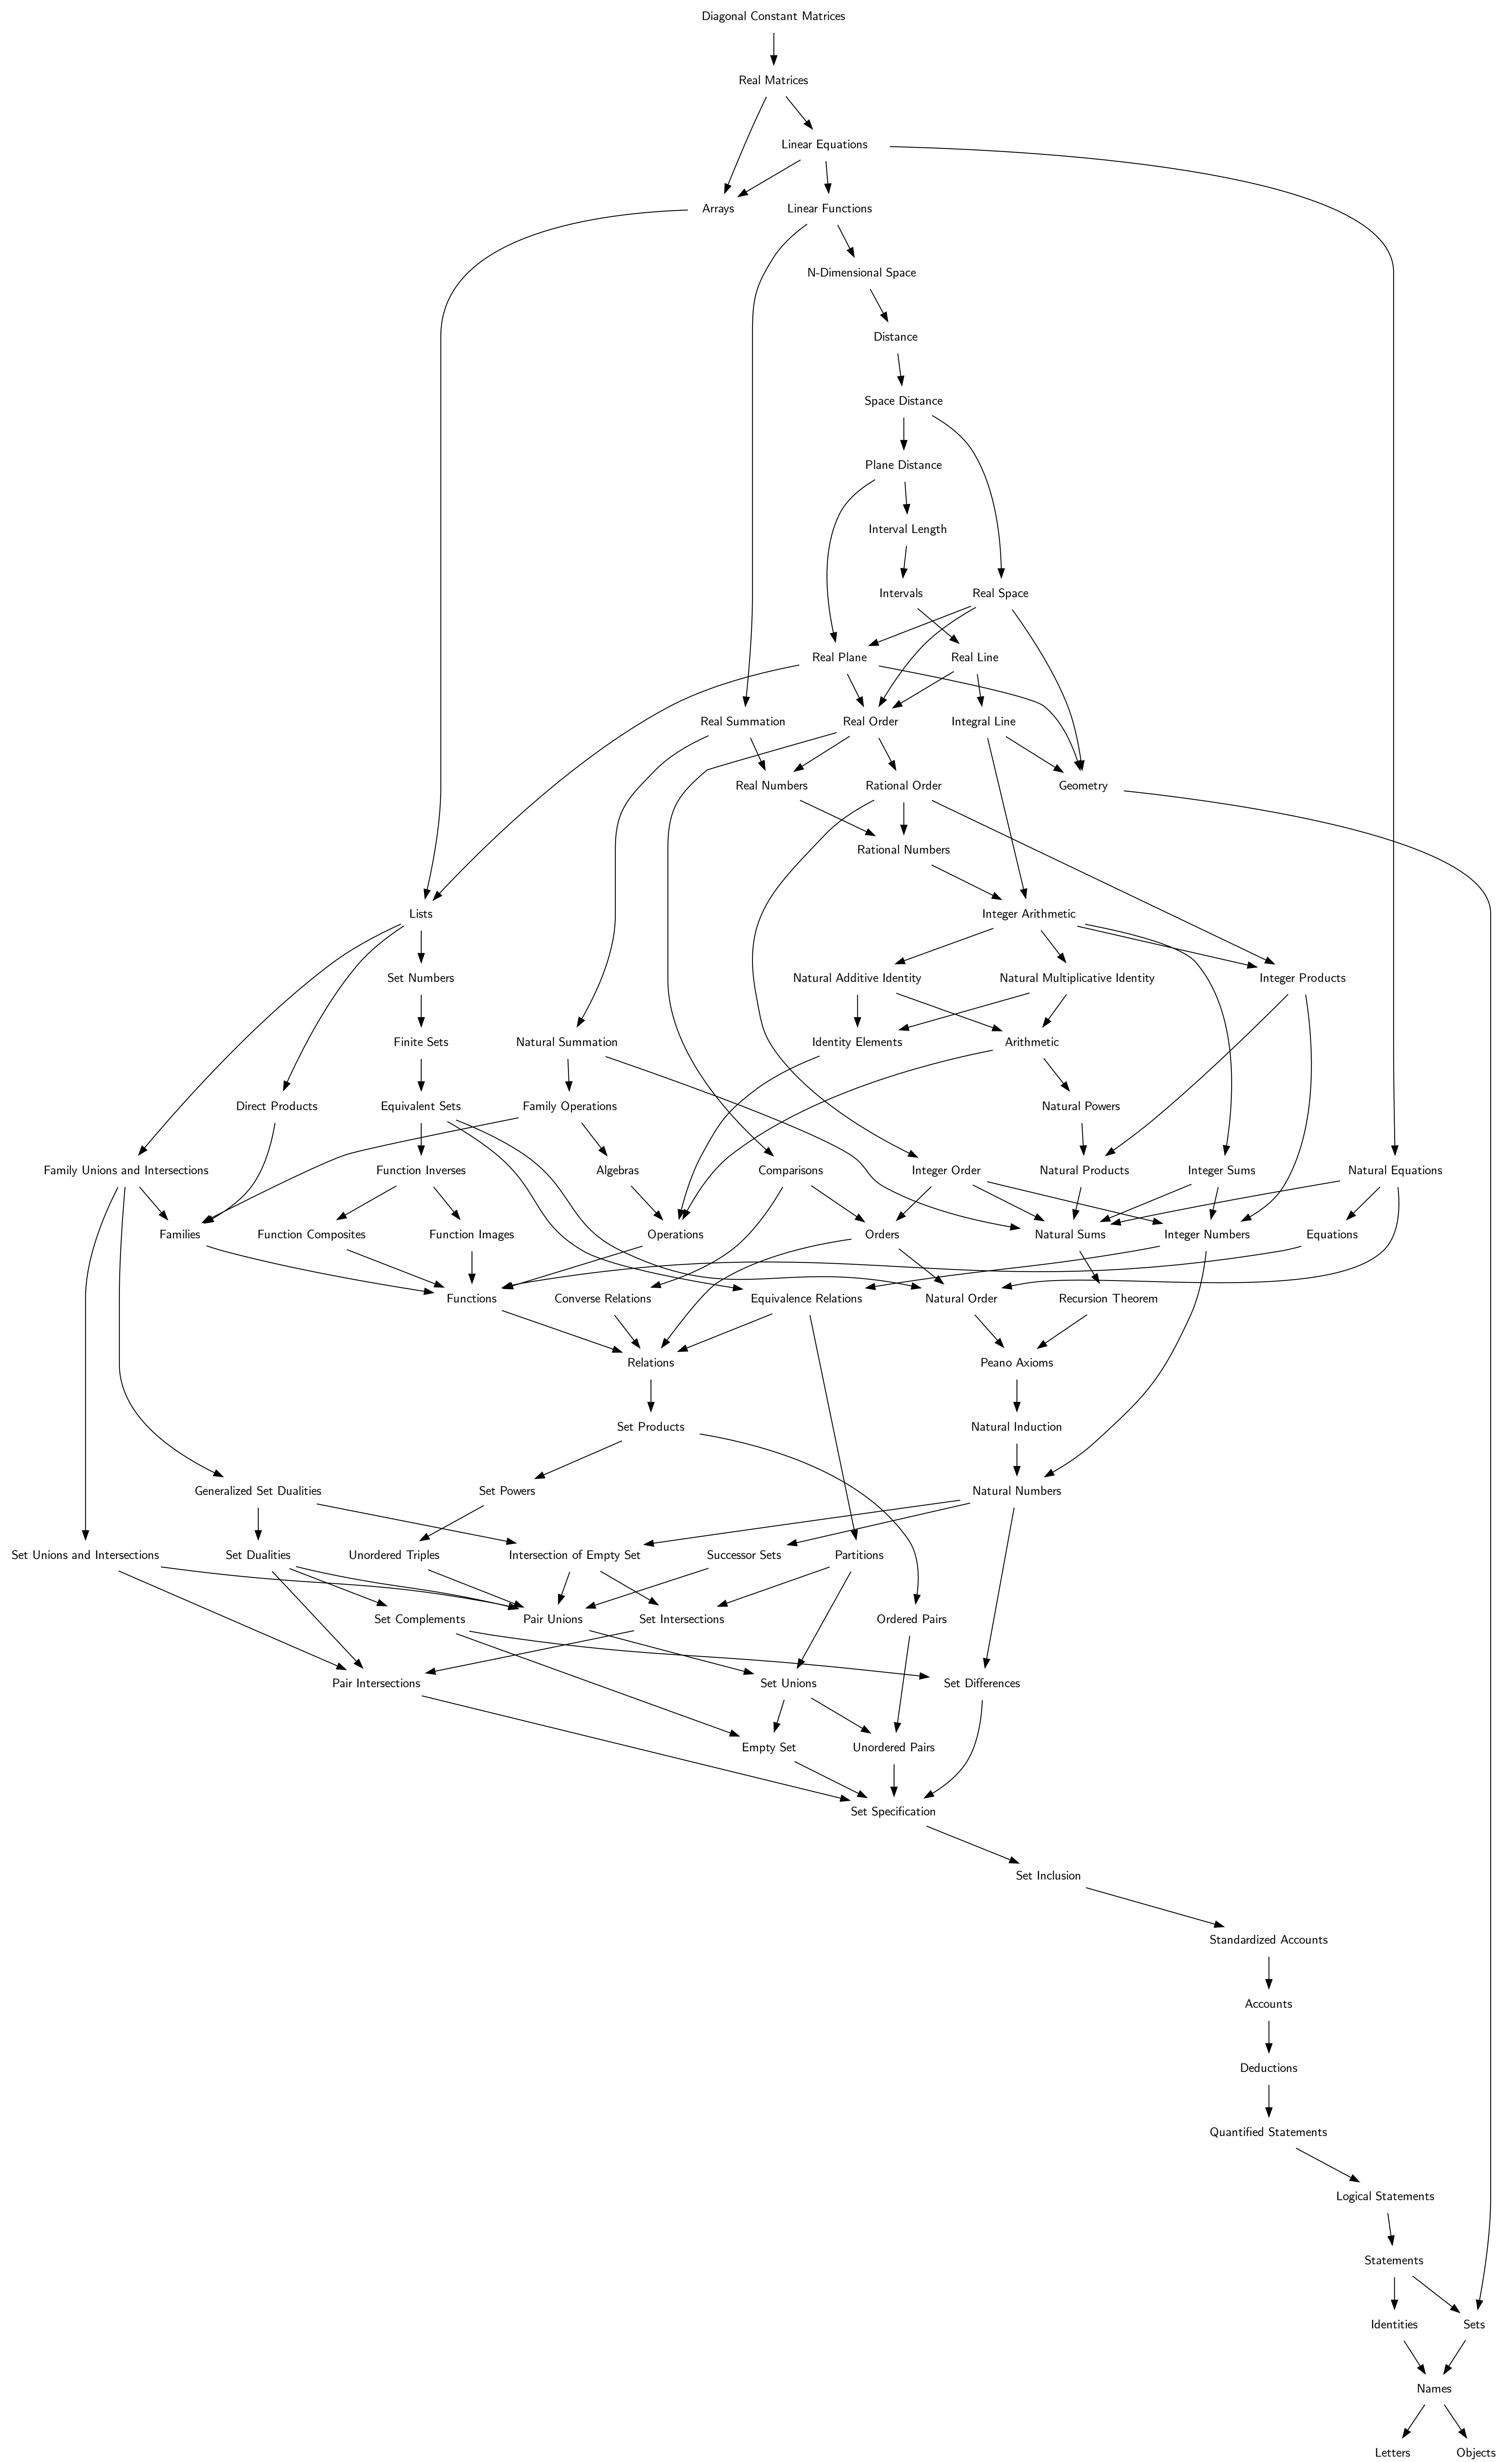 Diagonal Constant Matrices
Real Matrices
Linear Equations
Arrays
Linear Functions
N-Dimensional Space
Distance
Space Distance
Plane Distance
Interval Length
Intervals
Real Space
Real Plane
Real Line
Real Summation
Real Order
Integral Line
Real Numbers
Rational Order
Geometry
Rational Numbers
Lists
Integer Arithmetic
Set Numbers
Natural Additive Identity
Natural Multiplicative Identity
Integer Products
Finite Sets
Natural Summation
Identity Elements
Arithmetic
Direct Products
Equivalent Sets
Family Operations
Natural Powers
Family Unions and Intersections
Function Inverses
Algebras
Comparisons
Integer Order
Natural Products
Integer Sums
Natural Equations
Families
Function Composites
Function Images
Operations
Orders
Natural Sums
Integer Numbers
Equations
Functions
Converse Relations
Equivalence Relations
Natural Order
Recursion Theorem
Relations
Peano Axioms
Set Products
Natural Induction
Generalized Set Dualities
Set Powers
Natural Numbers
Set Unions and Intersections
Set Dualities
Unordered Triples
Intersection of Empty Set
Successor Sets
Partitions
Set Complements
Pair Unions
Set Intersections
Ordered Pairs
Pair Intersections
Set Unions
Set Differences
Empty Set
Unordered Pairs
Set Specification
Set Inclusion
Standardized Accounts
Accounts
Deductions
Quantified Statements
Logical Statements
Statements
Identities
Sets
Names
Letters
Objects